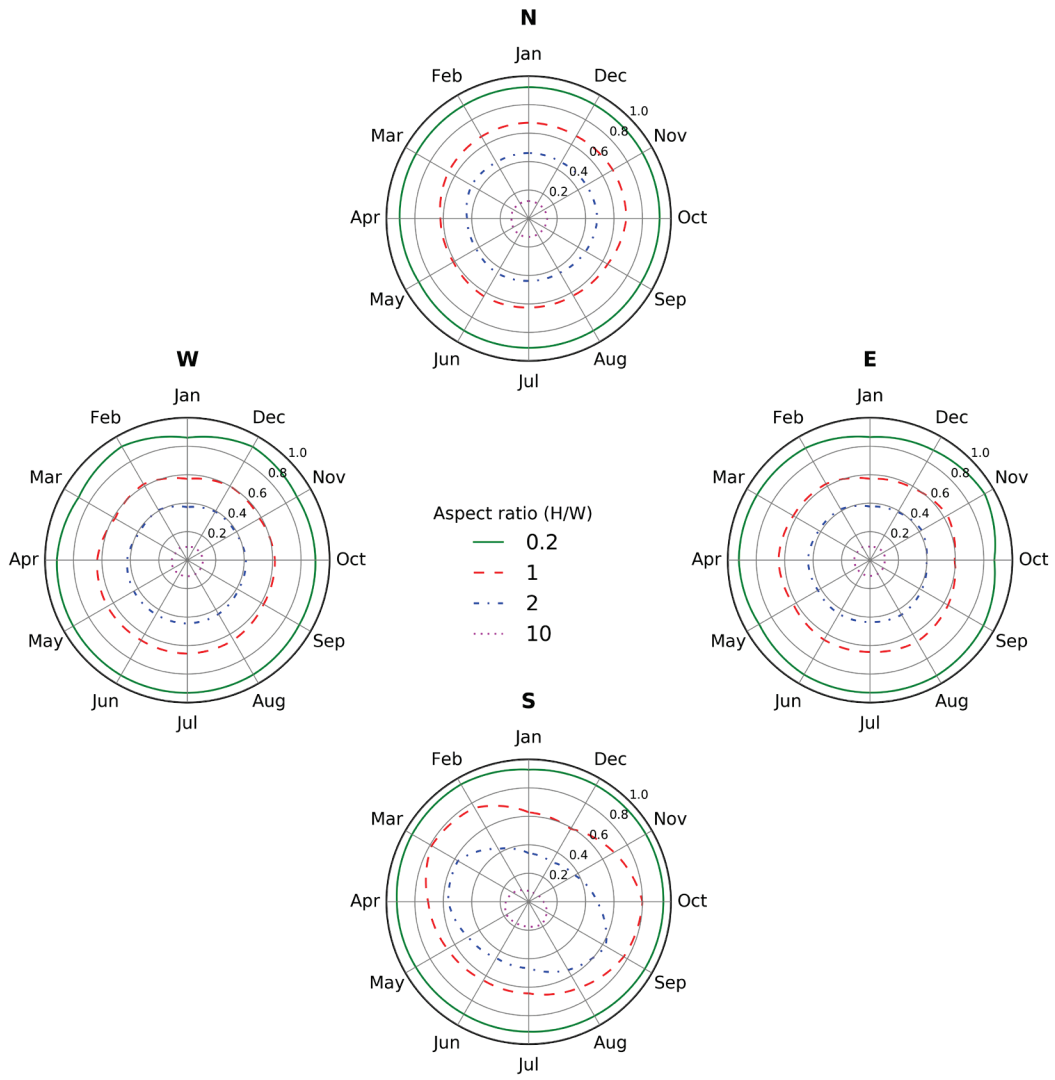 N
Jan
Feb
Dec
Mar
Nov
1.0
0.8
0.6
0.4
0.2
Apr
Oct
May
Sep
Jun
Aug
Jul
W
Jan
Feb
Dec
Mar
Nov
1.0
0.8
0.6
0.4
0.2
Apr
Oct
May
Sep
Jun
Aug
Jul
Aspect ratio (H/W)
0.2
1
2
10
E
Jan
Feb
Dec
Mar
Nov
1.0
0.8
0.6
0.4
0.2
Apr
Oct
May
Sep
Jun
Aug
Jul
S
Jan
Feb
Dec
Mar
Nov
1.0
0.8
0.6
0.4
0.2
Apr
Oct
May
Sep
Jun
Aug
Jul